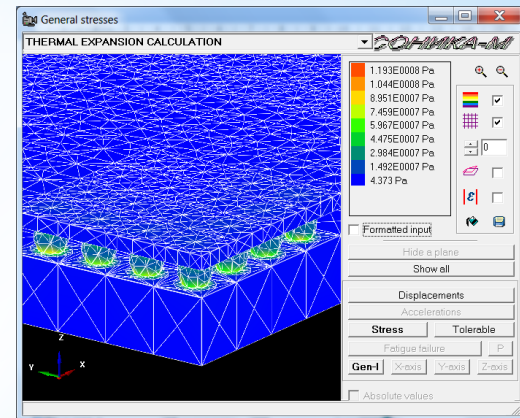 General stresses
THERMAL EXPANSION CALCULATION
СОНИКА-М
1.193E0008 Pa
1.044E0008 Pa
8.951E0007 Pa
7.459E0007 Pa
5.967E0007 Pa
4.475E0007 Pa
2.984E0007 Pa
1.492E0007 Pa
4.373 Pa
0
ε
Formatted input
Hide a plane
Show all
Displacements
Accelerations
Stress Tolerable
Fatigue failure P
Gen-l X-axis Y-axis Z-axis
Absolute values
Z
Y X